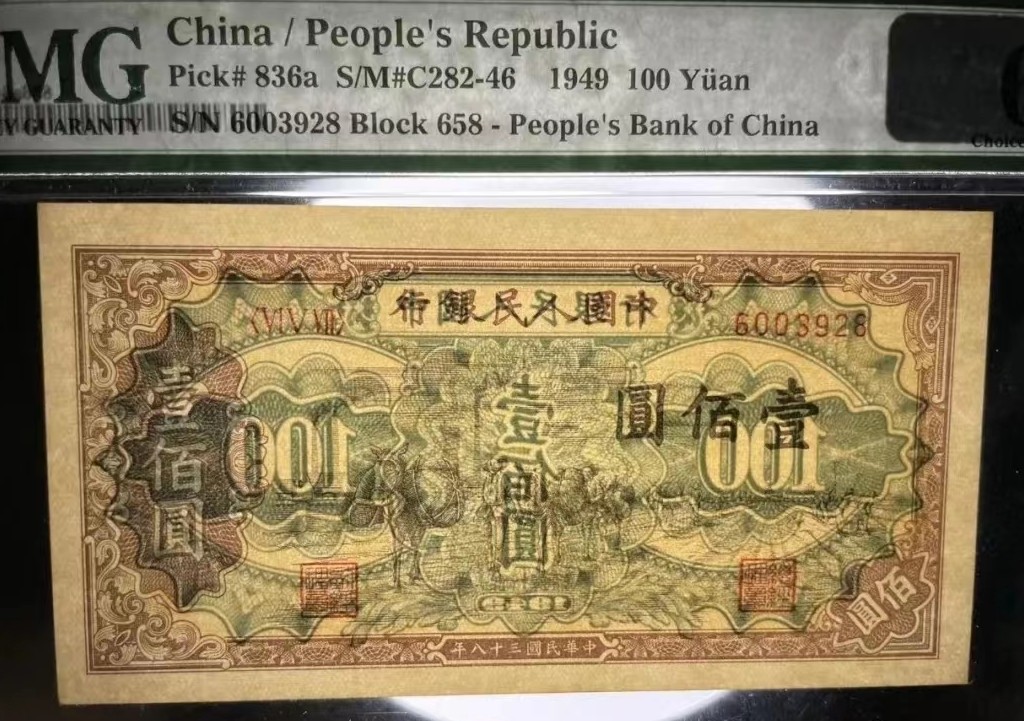 MG China / People's Republic
Pick# 836a S/M#C282-46 1949 100 Yüan
Y GUARANTY S/N 6003928 Block 658 - People's Bank of China
Choice
行銀民人國中
6003928
圓佰壹
壹佰圓
壹佰圓
100
100
1949
佰圓
年八十三國民華中